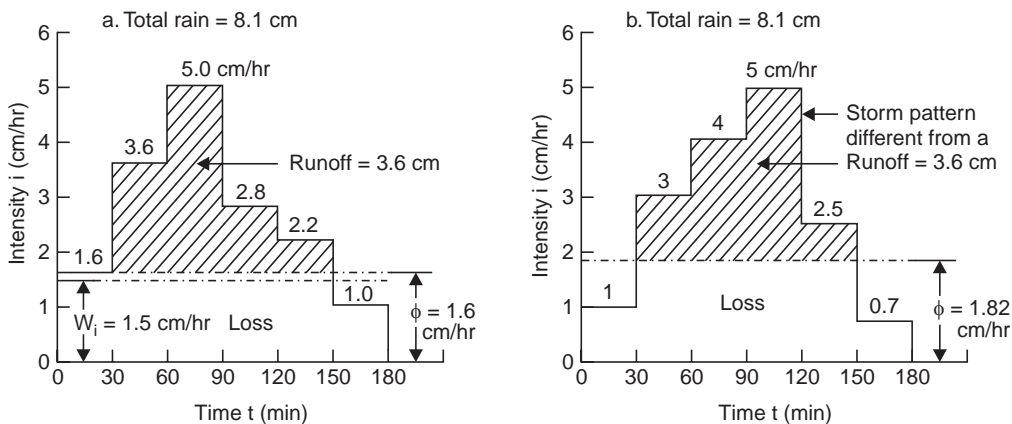 a. Total rain = 8.1 cm
6
5
4
3
2
1
0
Intensity i (cm/hr)
5.0 cm/hr
3.6
Runoff = 3.6 cm
2.8
2.2
1.6
1.0
Wi = 1.5 cm/hr
Loss
ϕ = 1.6
cm/hr
0 30 60 90 120 150 180
Time t (min)
b. Total rain = 8.1 cm
6
5
4
3
2
1
0
Intensity i (cm/hr)
5 cm/hr
4
Storm pattern
different from a
Runoff = 3.6 cm
3
2.5
1
0.7
Loss
ϕ = 1.82
cm/hr
0 30 60 90 120 150 180
Time t (min)